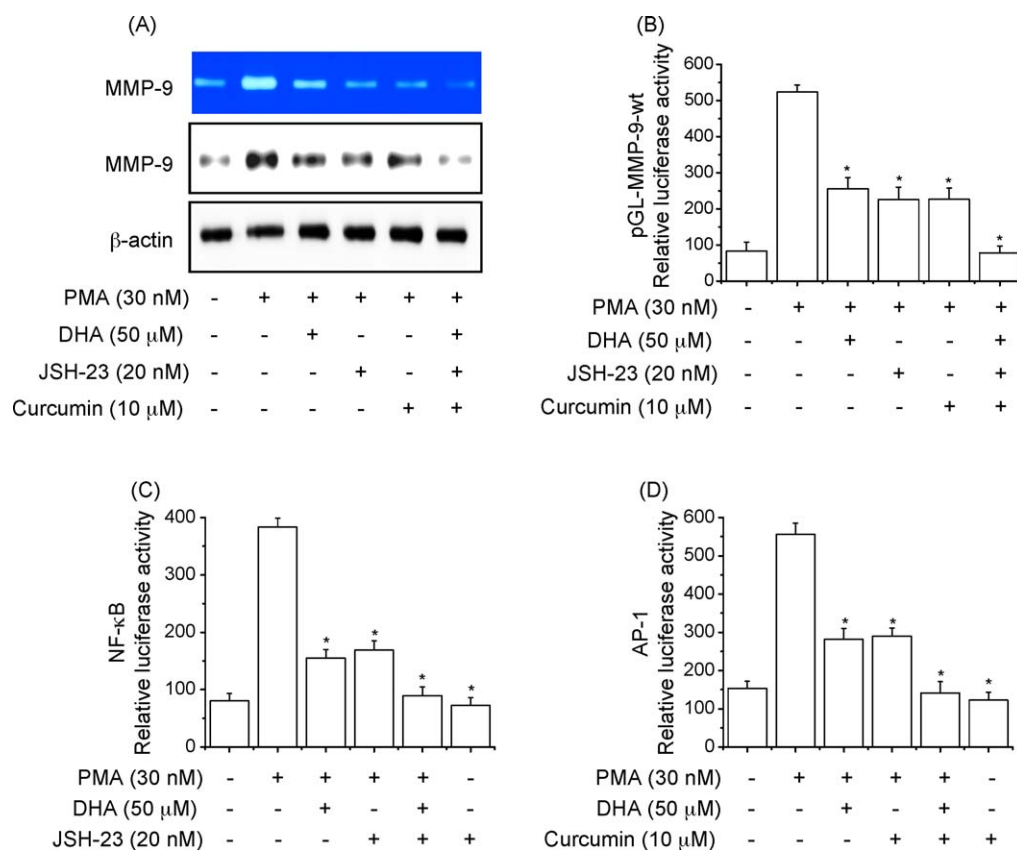 (A)
MMP-9
MMP-9
β-actin
PMA (30 nM) - + + + + +
DHA (50 μM) - - + - - +
JSH-23 (20 nM) - - - + - +
Curcumin (10 μM) - - - - + +
(B)
pGL-MMP-9-wt
Relative luciferase activity
600
500
400
300
200
100
0
* * * *
PMA (30 nM) - + + + + +
DHA (50 μM) - - + - - +
JSH-23 (20 nM) - - - + - +
Curcumin (10 μM) - - - - + +
(C)
NF-κB
Relative luciferase activity
400
300
200
100
0
* * * *
PMA (30 nM) - + + + + -
DHA (50 μM) - - + - + -
JSH-23 (20 nM) - - - + + +
(D)
AP-1
Relative luciferase activity
600
500
400
300
200
100
0
* * * *
PMA (30 nM) - + + + + -
DHA (50 μM) - - + - + -
Curcumin (10 μM) - - - + + +